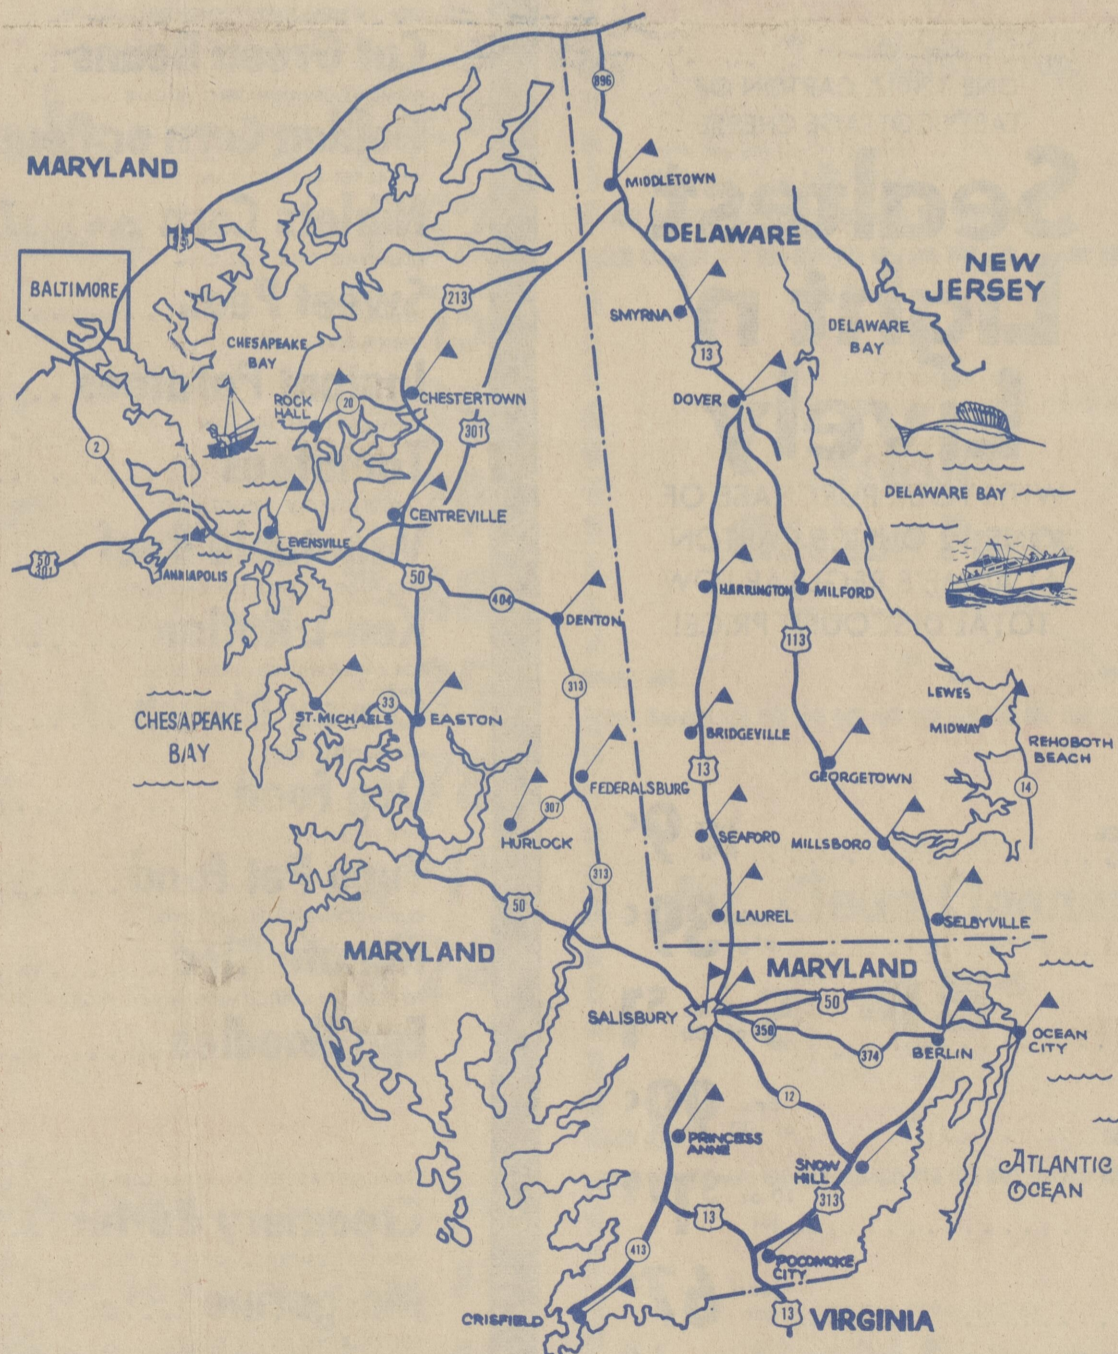 896
MARYLAND
MIDDLETOWN
DELAWARE
NEW
JERSEY
BALTIMORE
213
SMYRNA
DELAWARE
BAY
CHESAPEAKE
BAY
13
ROCK
HALL
20
CHESTERTOWN
DOVER
301
2
DELAWARE BAY
CENTREVILLE
EVENSVILLE
50
301
ANNAPOLIS
50
404
DENTON
HARRINGTON
MILFORD
113
313
LEWES
CHESAPEAKE
BAY
ST. MICHAELS
33
EASTON
BRIDGEVILLE
MIDWAY
REHOBOTH
BEACH
13
GEORGETOWN
14
FEDERALSBURG
307
HURLOCK
SEAFORD
MILLSBORO
313
50
LAUREL
SELBYVILLE
MARYLAND
MARYLAND
50
SALISBURY
350
374
BERLIN
OCEAN
CITY
12
PRINCESS
ANNE
SNOW
HILL
ATLANTIC
OCEAN
313
13
413
POCOMOKE
CITY
CRISFIELD
13
VIRGINIA